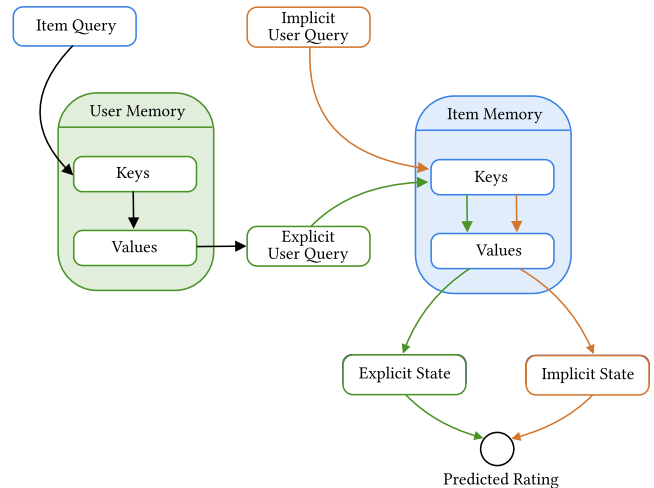 Item Query
Implicit
User Query
User Memory
Item Memory
Keys
Keys
Values
Explicit
User Query
Values
Explicit State
Implicit State
Predicted Rating